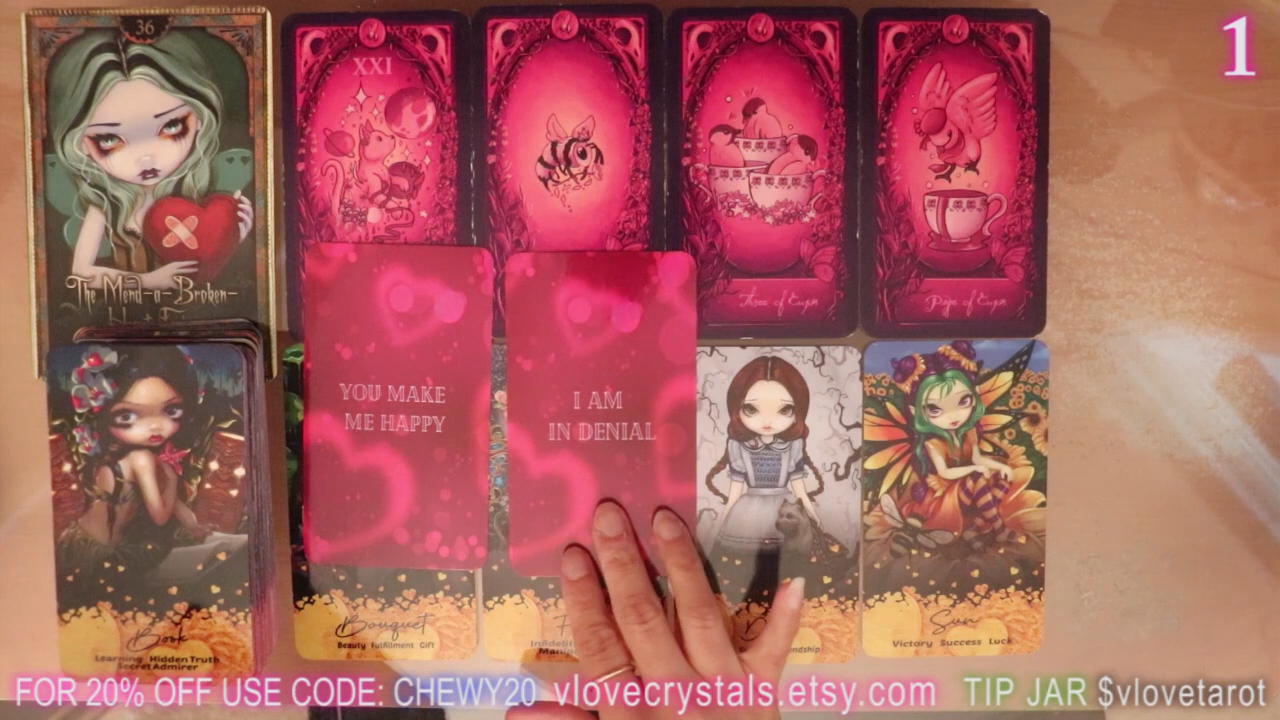 36
XXI
1
The Mend-a-Broken-
Three of Cups
Page of Cups
YOU MAKE
ME HAPPY
I AM
IN DENIAL
Book
Learning Hidden Truth
Secret Admirer
Bouquet
Beauty Fulfillment Gift
Sun
Victory Success Luck
FOR 20% OFF USE CODE: CHEWY20 vlovecrystals.etsy.com TIP JAR $vlovetarot